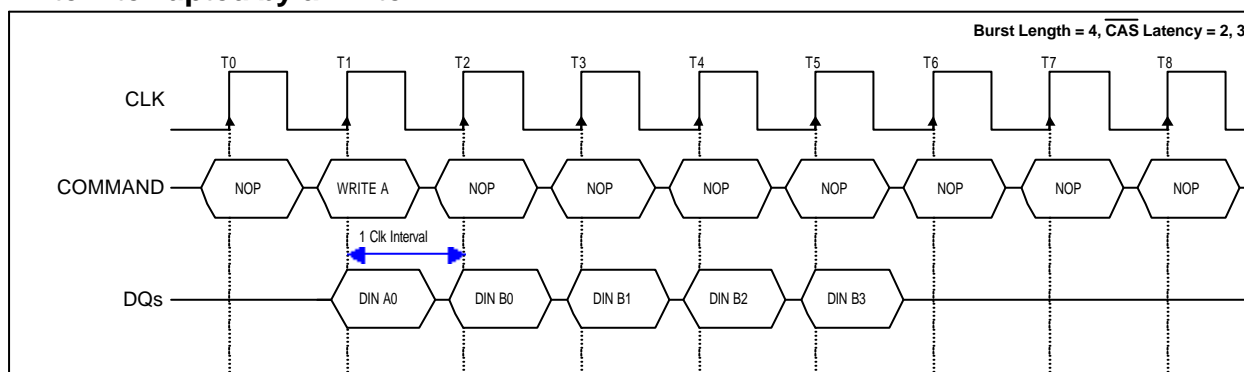 Burst Length = 4, CAS Latency = 2, 3
T0 T1 T2 T3 T4 T5 T6 T7 T8
CLK
COMMAND NOP WRITE A NOP NOP NOP NOP NOP NOP NOP
1 Clk Interval
DQs DIN A0 DIN B0 DIN B1 DIN B2 DIN B3